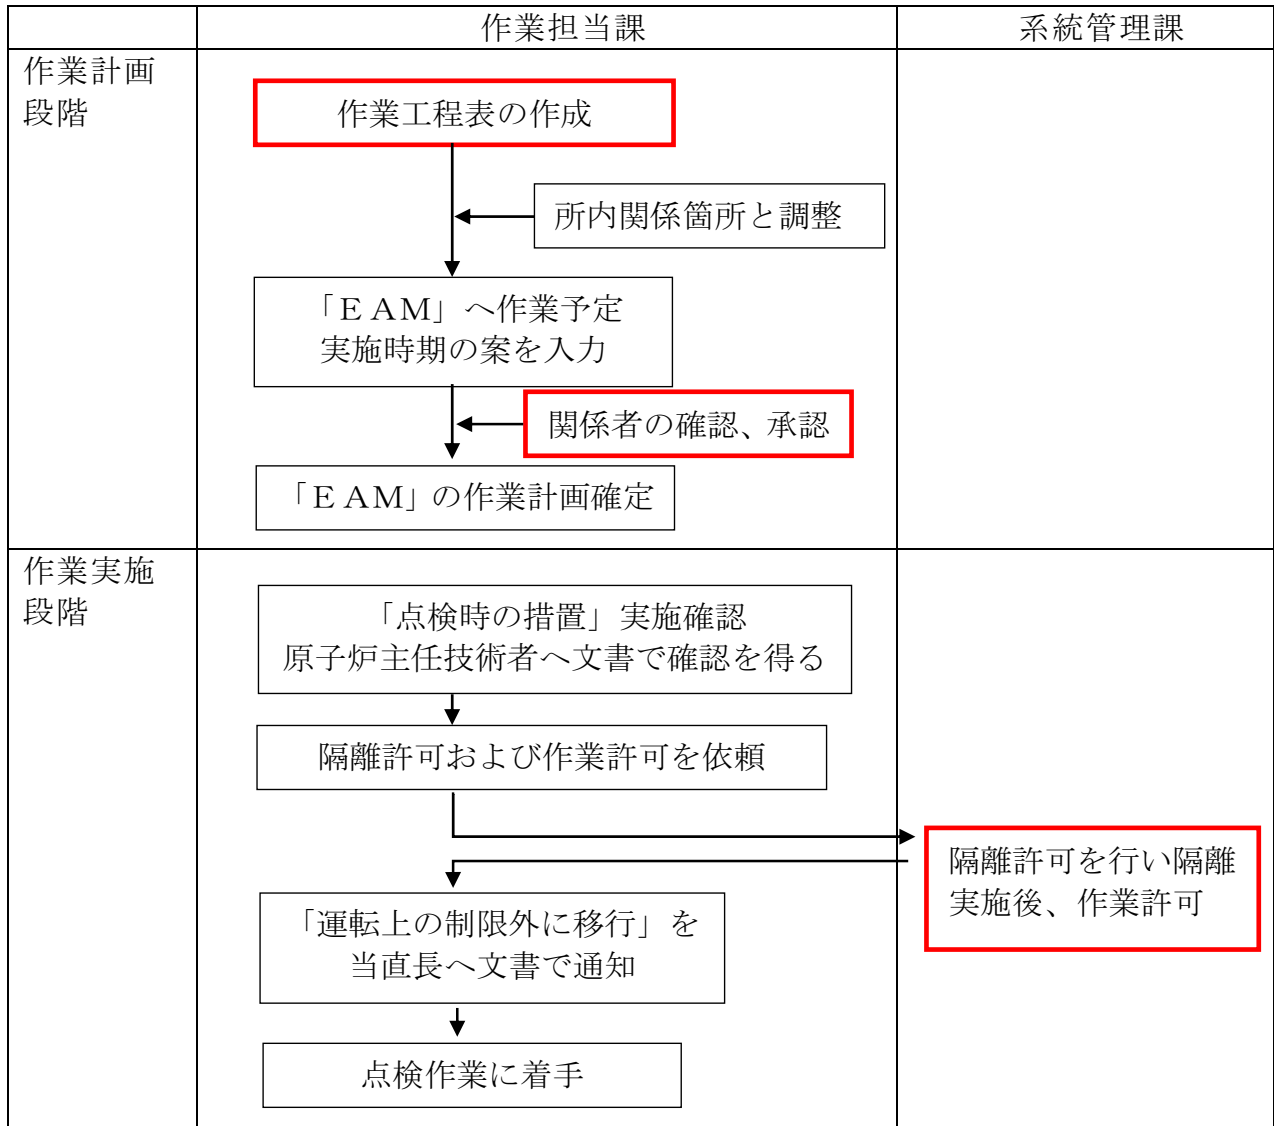 作業担当課
系統管理課
作業計画
段階
作業工程表の作成
所内関係箇所と調整
「ＥＡＭ」へ作業予定
実施時期の案を入力
関係者の確認、承認
「ＥＡＭ」の作業計画確定
作業実施
段階
「点検時の措置」実施確認
原子炉主任技術者へ文書で確認を得る
隔離許可および作業許可を依頼
隔離許可を行い隔離
実施後、作業許可
「運転上の制限外に移行」を
当直長へ文書で通知
点検作業に着手